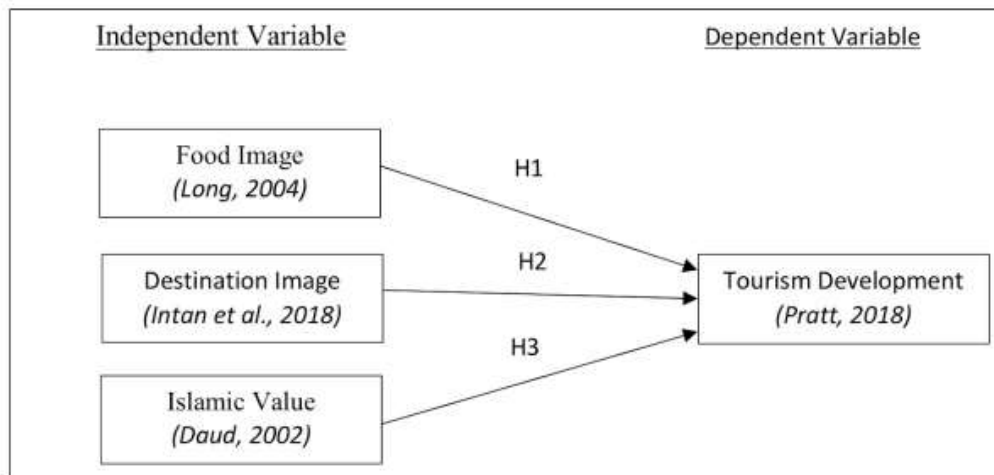 Independent Variable
Dependent Variable
Food Image
(Long, 2004)
H1
Destination Image
(Intan et al., 2018)
H2
Tourism Development
(Pratt, 2018)
H3
Islamic Value
(Daud, 2002)